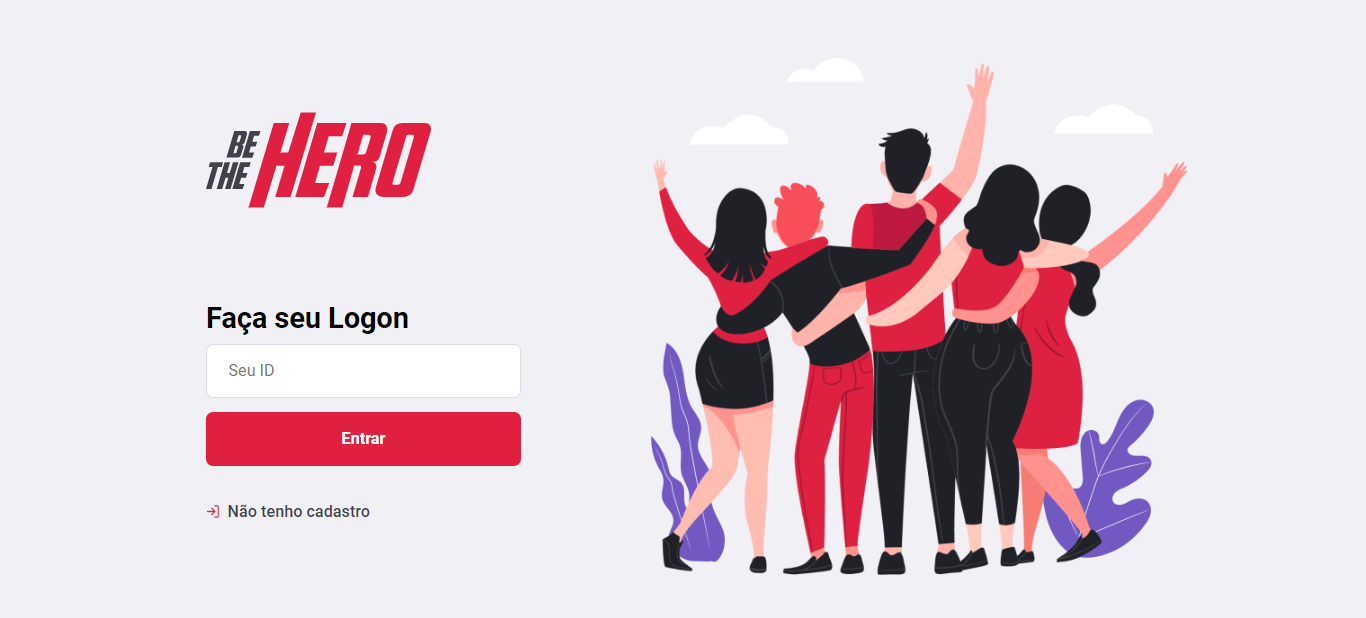 BE
THE HERO
Faça seu Logon
Seu ID
Entrar
Não tenho cadastro